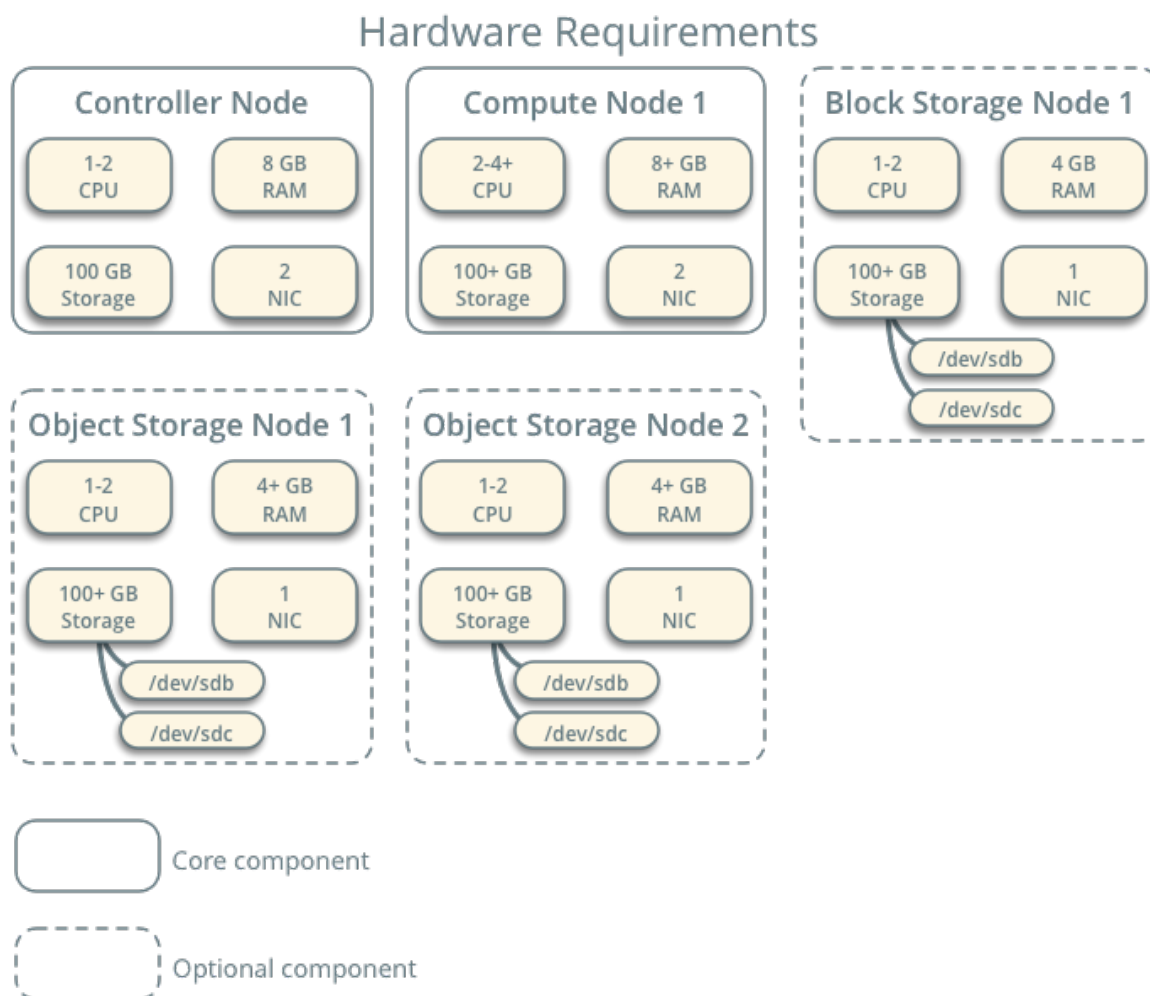 Hardware Requirements
Controller Node
1-2
CPU
8 GB
RAM
100 GB
Storage
2
NIC
Compute Node 1
2-4+
CPU
8+ GB
RAM
100+ GB
Storage
2
NIC
Block Storage Node 1
1-2
CPU
4 GB
RAM
100+ GB
Storage
1
NIC
/dev/sdb
/dev/sdc
Object Storage Node 1
1-2
CPU
4+ GB
RAM
100+ GB
Storage
1
NIC
/dev/sdb
/dev/sdc
Object Storage Node 2
1-2
CPU
4+ GB
RAM
100+ GB
Storage
1
NIC
/dev/sdb
/dev/sdc
Core component
Optional component